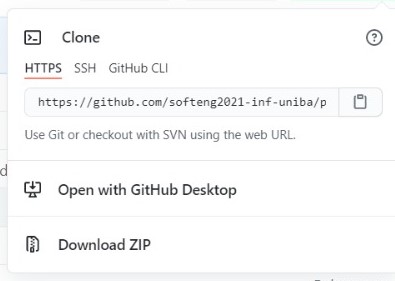 Clone
HTTPS SSH GitHub CLI
https://github.com/softeng2021-inf-uniba/p
Use Git or checkout with SVN using the web URL.
Open with GitHub Desktop
Download ZIP